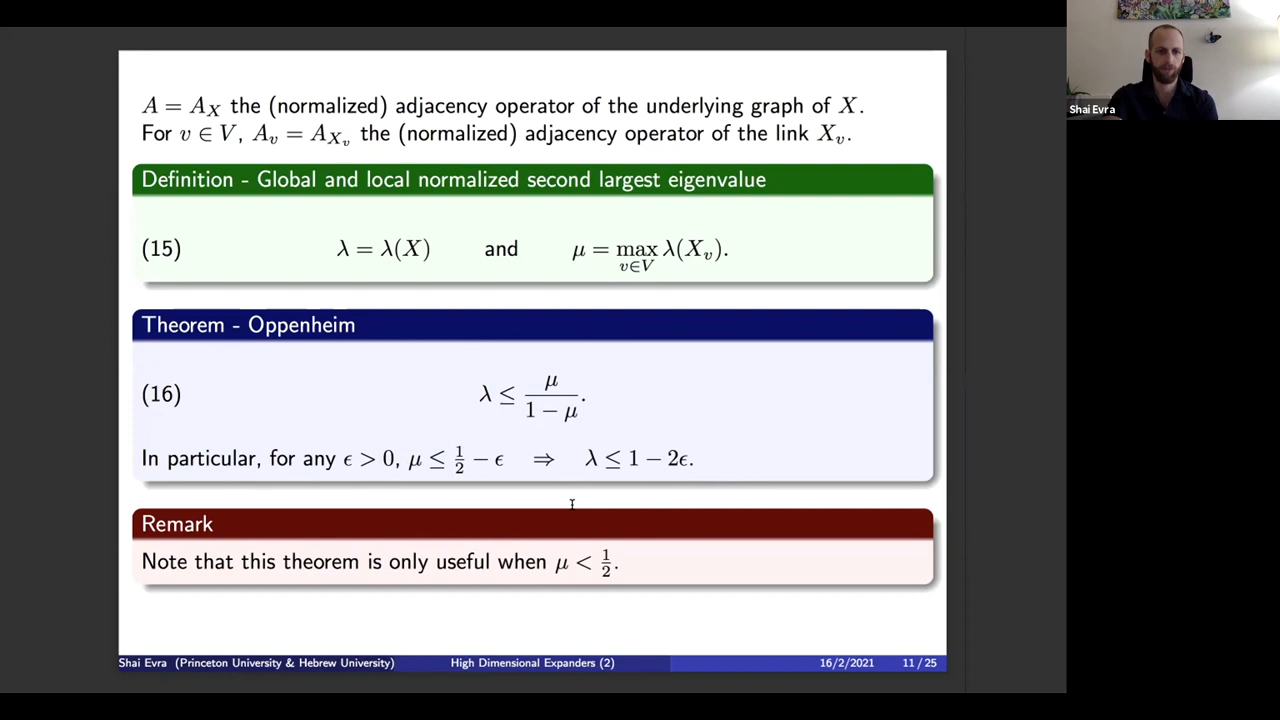 A = A_X the (normalized) adjacency operator of the underlying graph of X.
For v ∈ V, A_v = A_{X_v} the (normalized) adjacency operator of the link X_v.
Definition - Global and local normalized second largest eigenvalue
(15) λ = λ(X) and μ = max_{v∈V} λ(X_v).
Theorem - Oppenheim
(16) λ ≤ μ / (1 − μ).
In particular, for any ϵ > 0, μ ≤ 1/2 − ϵ ⇒ λ ≤ 1 − 2ϵ.
Remark
Note that this theorem is only useful when μ < 1/2.
Shai Evra (Princeton University & Hebrew University) High Dimensional Expanders (2) 16/2/2021 11 / 25
Shai Evra